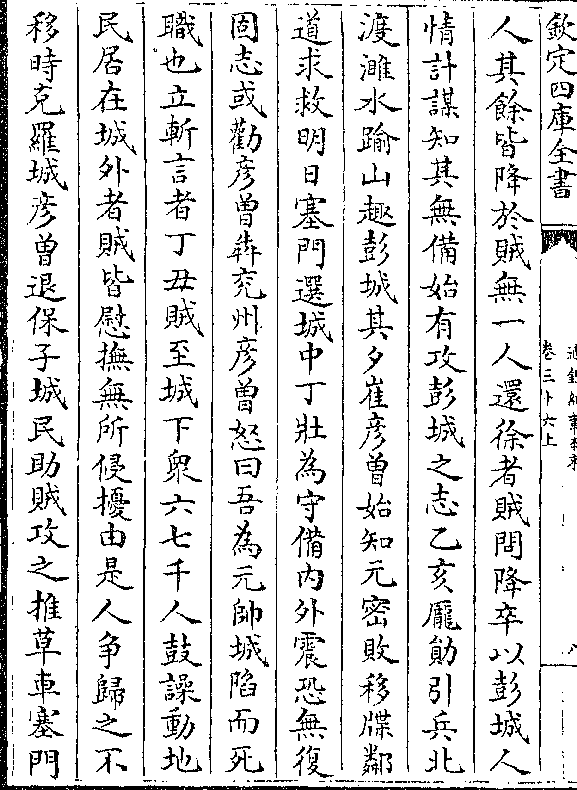 欽定四庫全書
卷三十六上
八
人其餘皆降於賊無一人還徐者賊問降卒以彭城人
情計謀知其無備始有攻彭城之志乙亥龐勛引兵北
渡濉水踰山趣彭城其夕崔彦曽始知元密敗移牒鄰
道求救明日塞門選城中丁壯為守備内外震恐無復
固志或勸彦曽犇兖州彦曽怒曰吾為元帥城陷而死
職也立斬言者丁丑賊至城下衆六七千人鼓譟動地
民居在城外者賊皆慰撫無所侵擾由是人争歸之不
移時克羅城彦曽退保子城民助賊攻之推草車塞門